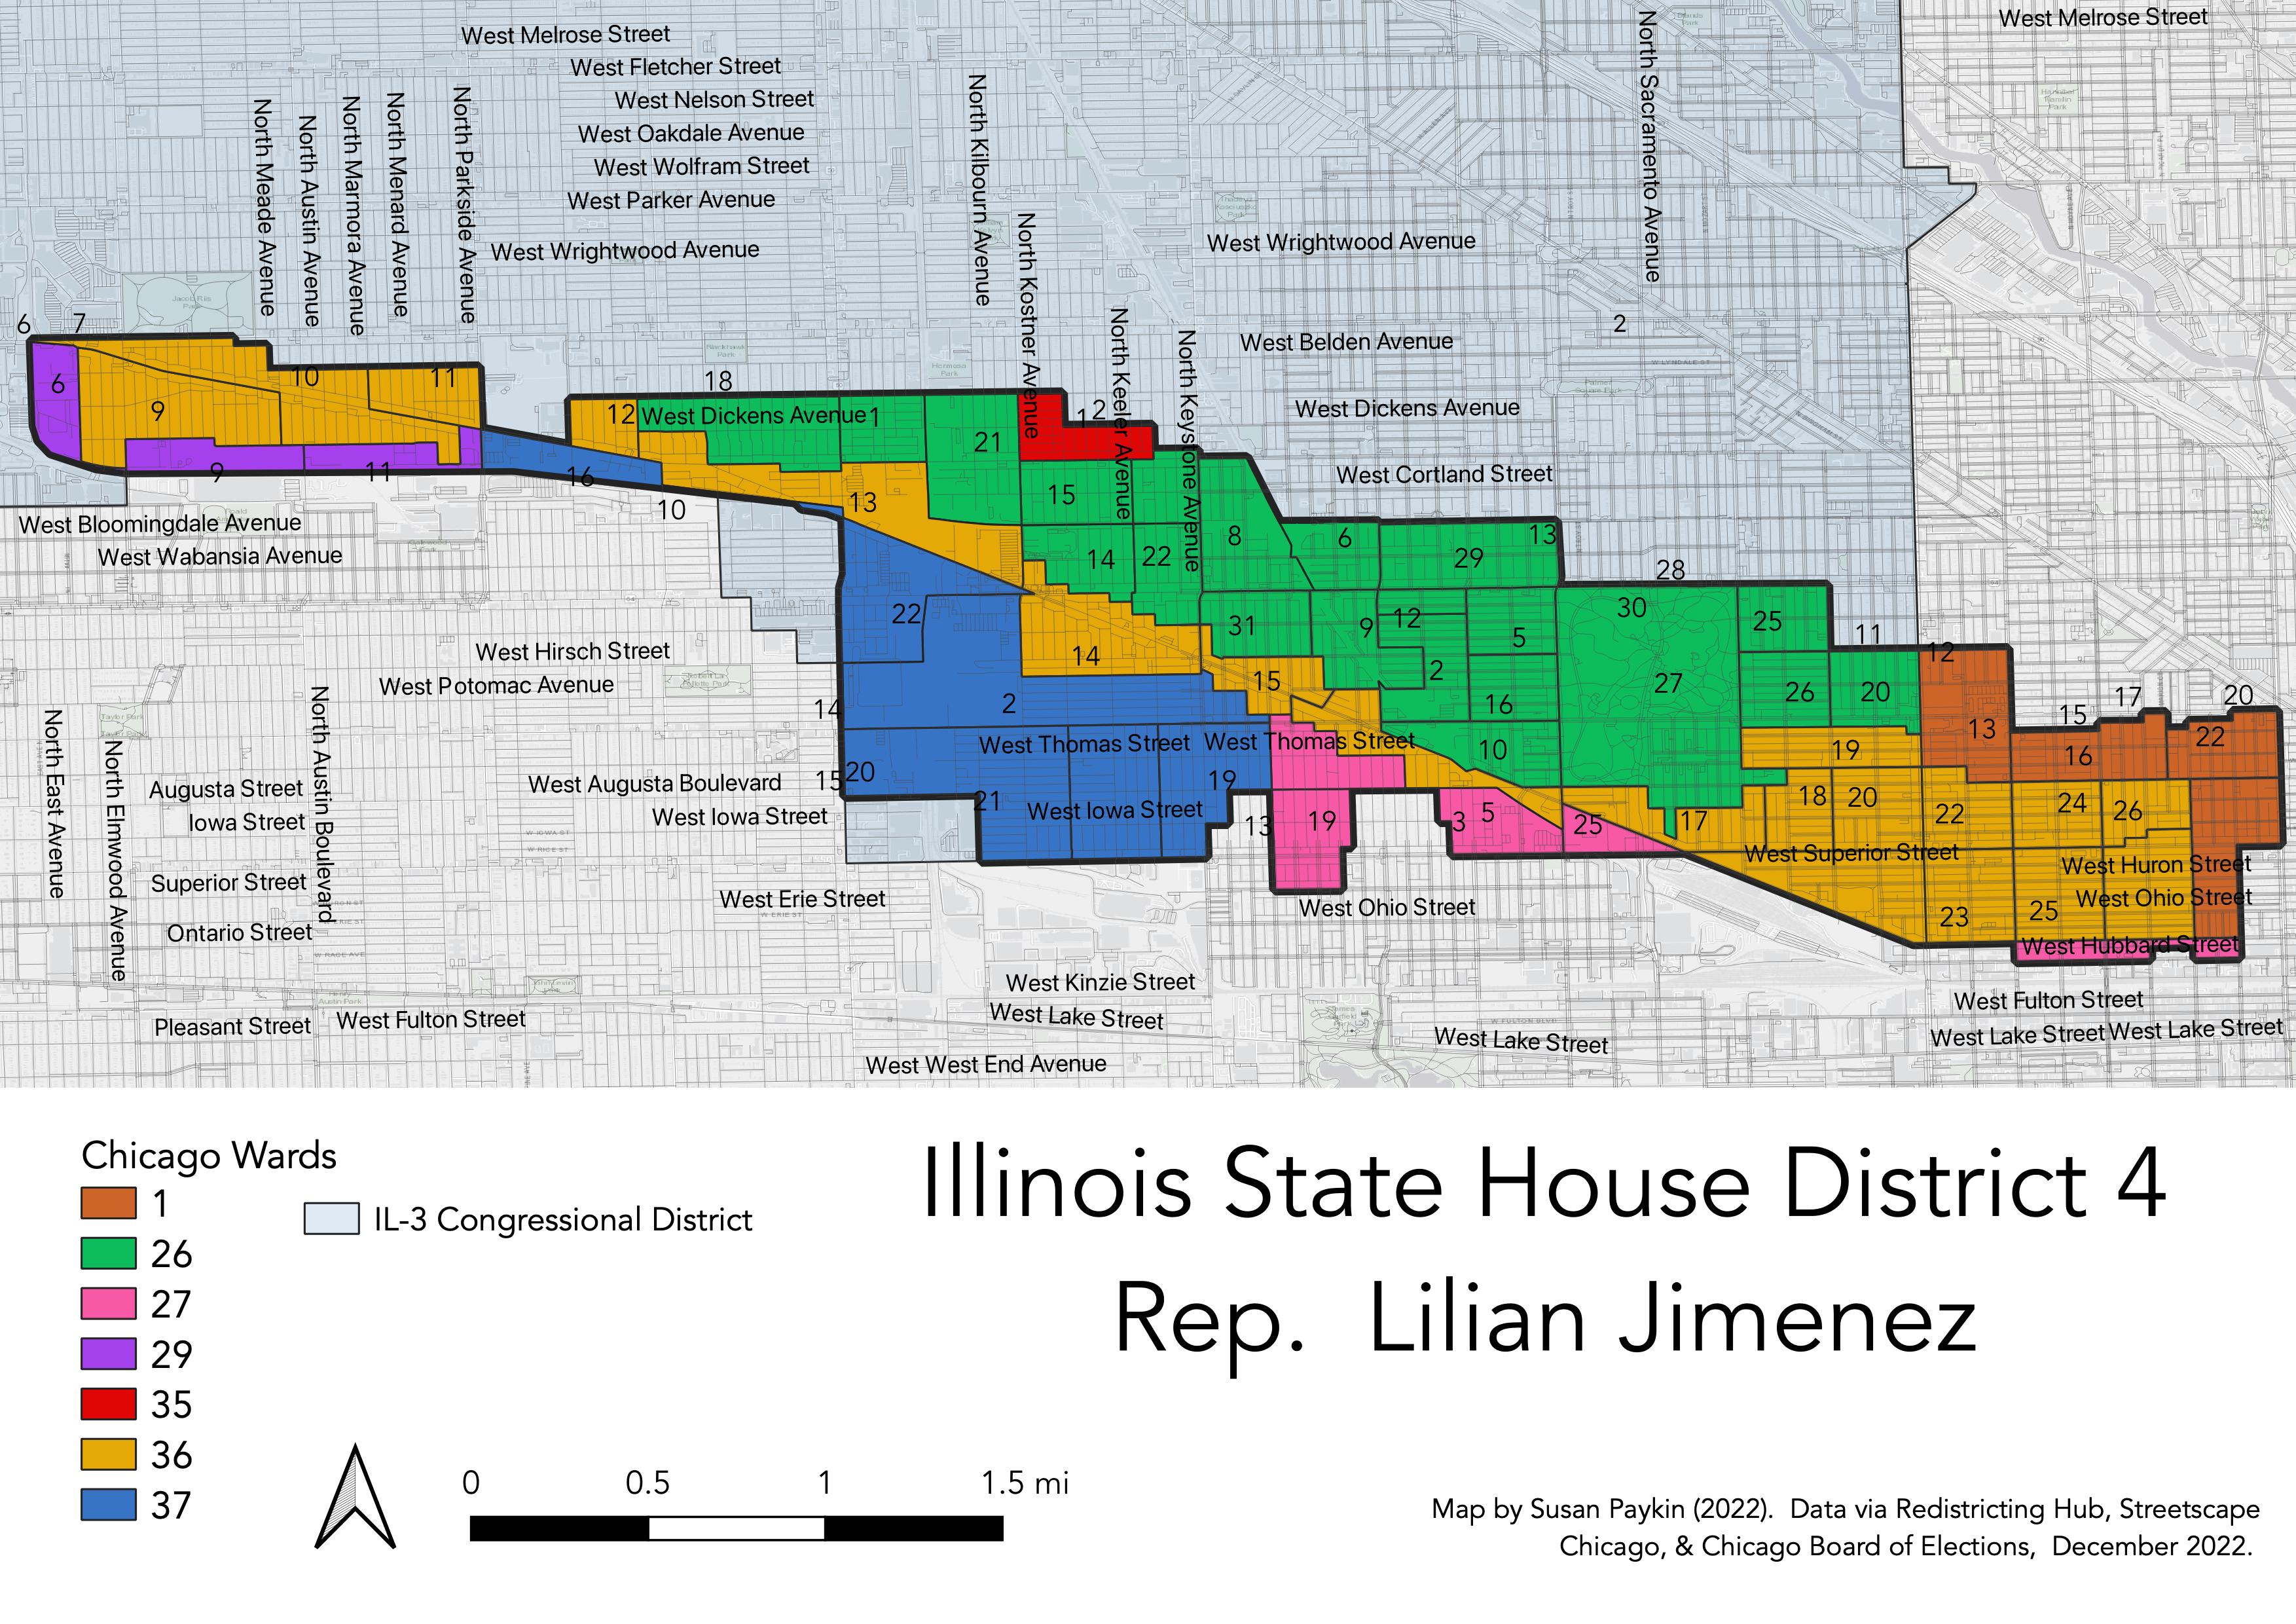 West Melrose Street
West Melrose Street
West Fletcher Street
West Nelson Street
West Oakdale Avenue
West Wolfram Street
West Parker Avenue
West Wrightwood Avenue
West Wrightwood Avenue
North Meade Avenue
North Austin Avenue
North Marmora Avenue
North Menard Avenue
North Parkside Avenue
North Kilbourn Avenue
North Kostner Avenue
North Keeler Avenue
North Keystone Avenue
North Sacramento Avenue
West Belden Avenue
2
6
7
6
9
10
11
18
12
West Dickens Avenue
1
21
1
2
West Dickens Avenue
9
11
16
10
13
15
West Cortland Street
West Bloomingdale Avenue
West Wabansia Avenue
14
22
8
6
29
13
28
22
31
9
12
5
30
25
11
12
West Hirsch Street
West Potomac Avenue
14
15
2
27
26
20
14
2
16
13
15
17
20
16
22
West Thomas Street
West Thomas Street
10
19
North East Avenue
North Elmwood Avenue
North Austin Boulevard
Augusta Street
Iowa Street
West Augusta Boulevard
West Iowa Street
15
20
21
West Iowa Street
19
13
19
3
5
25
17
18
20
22
24
26
West Superior Street
West Huron Street
Superior Street
West Erie Street
West Ohio Street
West Ohio Street
23
25
Ontario Street
West Hubbard Street
West Kinzie Street
West Lake Street
West Fulton Street
Pleasant Street
West Fulton Street
West Lake Street
West Lake Street
West Lake Street
West West End Avenue
Chicago Wards
1
26
27
29
35
36
37
IL-3 Congressional District
Illinois State House District 4
Rep. Lilian Jimenez
0 0.5 1 1.5 mi
Map by Susan Paykin (2022). Data via Redistricting Hub, Streetscape
Chicago, & Chicago Board of Elections, December 2022.